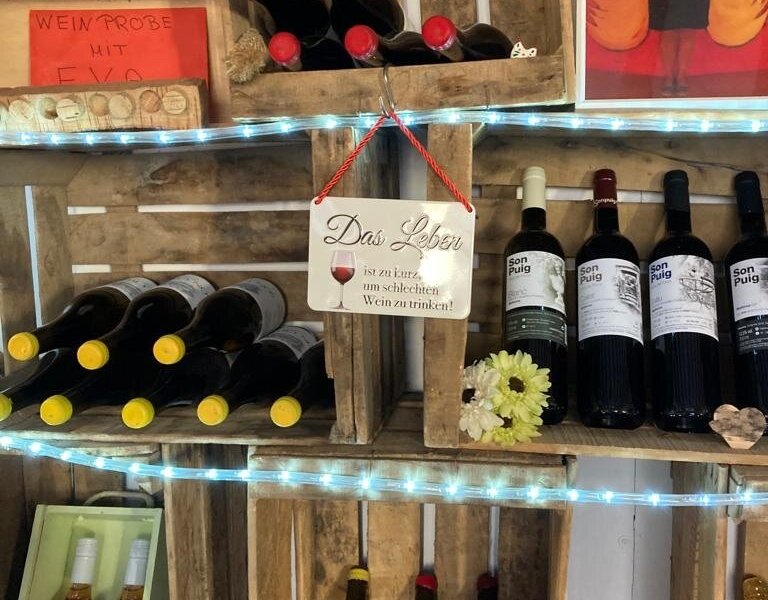 WEINPROBE
MIT
EVA
Das Leben
ist zu kurz,
um schlechten
Wein zu trinken!
Son
Puig
Son
Puig
Son
Puig
Son
Puig